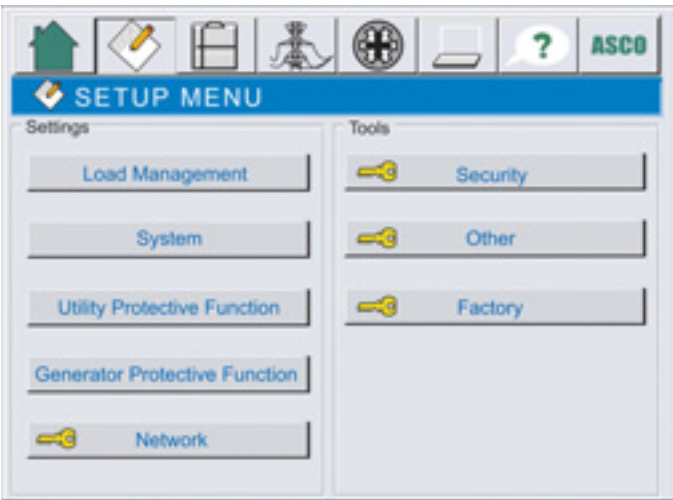 ?
ASCO
SETUP MENU
Settings
Tools
Load Management
Security
System
Other
Utility Protective Function
Factory
Generator Protective Function
Network